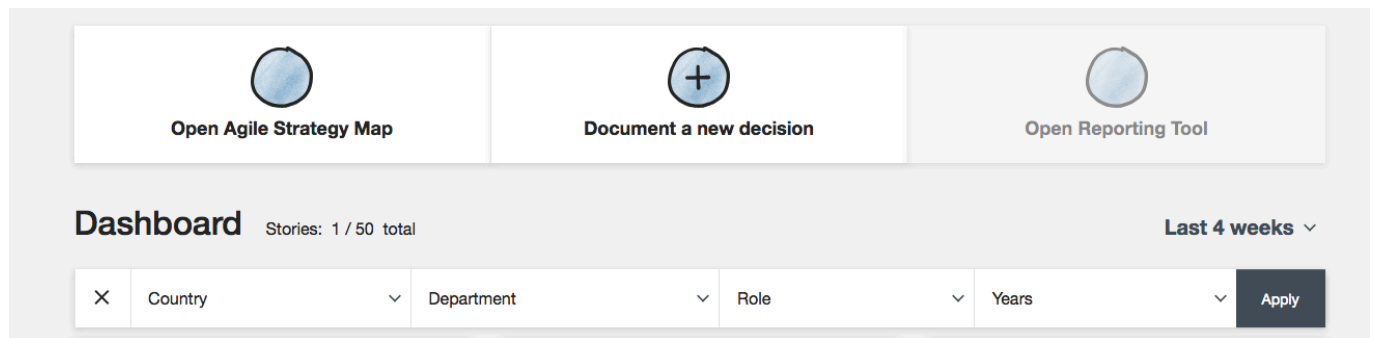 Open Agile Strategy Map
Document a new decision
Open Reporting Tool
Dashboard
Stories: 1 / 50 total
Last 4 weeks
Country
Department
Role
Years
Apply